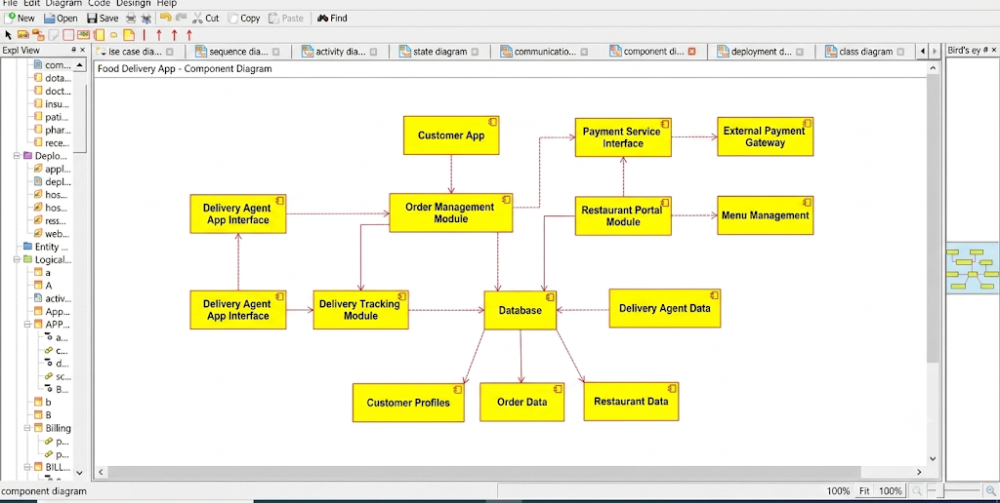 File Edit Diagram Code Desingh Help
New Open Save Cut Copy Paste Find
Expl View
lse case dia...
sequence dia...
activity dia...
state diagram
communicatio...
component di...
deployment d...
class diagram
Bird's ey
Food Delivery App - Component Diagram
com...
dota...
doct...
insu...
pati...
phar...
rece...
Deplo...
appl...
depl...
hos...
hos...
ress...
web...
Entity ...
Logical...
a
A
activ...
App...
APP...
a...
c...
d...
sc...
B...
b
B
Billing
p...
p...
BILL...
Customer App
Payment Service
Interface
External Payment
Gateway
Delivery Agent
App Interface
Order Management
Module
Restaurant Portal
Module
Menu Management
Delivery Agent
App Interface
Delivery Tracking
Module
Database
Delivery Agent Data
Customer Profiles
Order Data
Restaurant Data
component diagram
100% Fit 100%